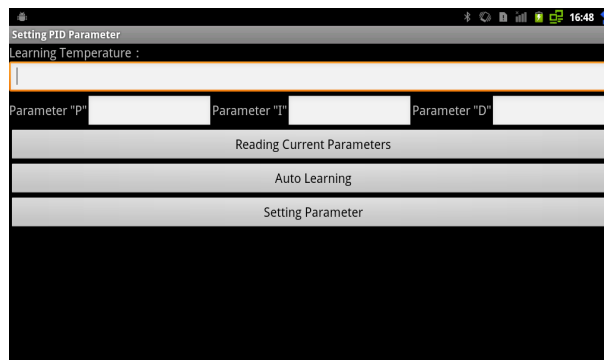 16:48
Setting PID Parameter
Learning Temperature :
Parameter "P" Parameter "I" Parameter "D"
Reading Current Parameters
Auto Learning
Setting Parameter